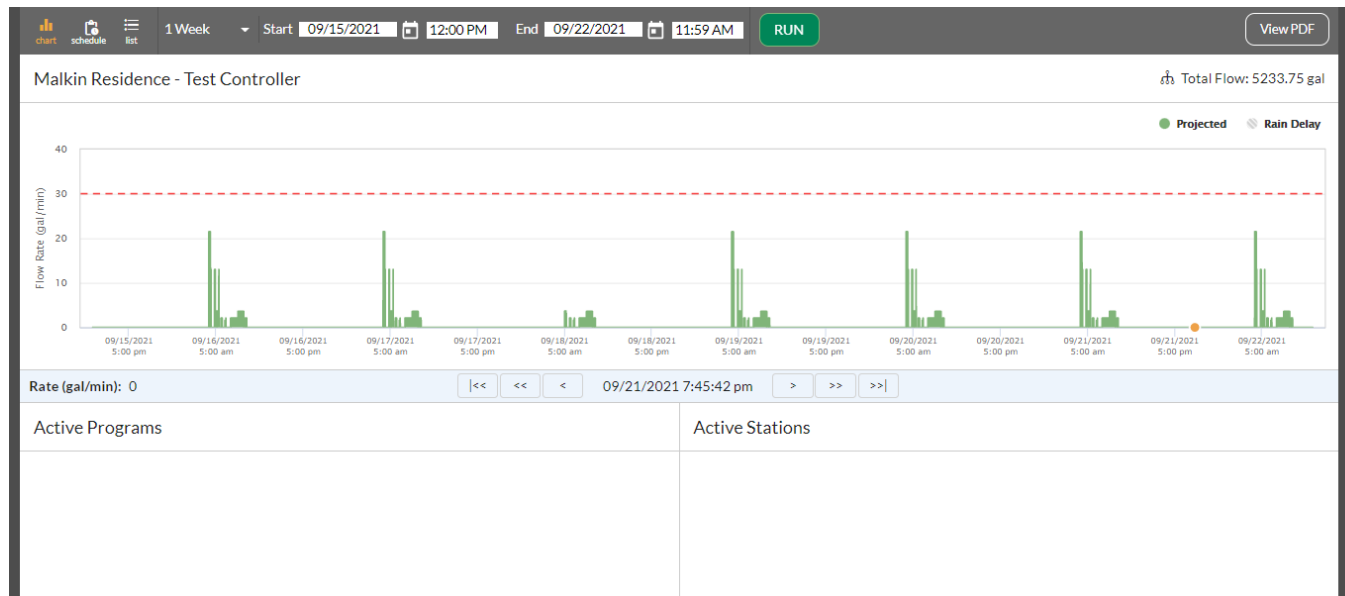 chart schedule list 1 Week Start 09/15/2021 12:00 PM End 09/22/2021 11:59 AM RUN View PDF
Malkin Residence - Test Controller Total Flow: 5233.75 gal
Projected Rain Delay
Flow Rate (gal/min)
40
30
20
10
0
09/15/2021 09/16/2021 09/16/2021 09/17/2021 09/17/2021 09/18/2021 09/18/2021 09/19/2021 09/19/2021 09/20/2021 09/20/2021 09/21/2021 09/21/2021 09/22/2021
5:00 pm 5:00 am 5:00 pm 5:00 am 5:00 pm 5:00 am 5:00 pm 5:00 am 5:00 pm 5:00 am 5:00 pm 5:00 am 5:00 pm 5:00 am
Rate (gal/min): 0 |<< << < 09/21/2021 7:45:42 pm > >> >>|
Active Programs Active Stations